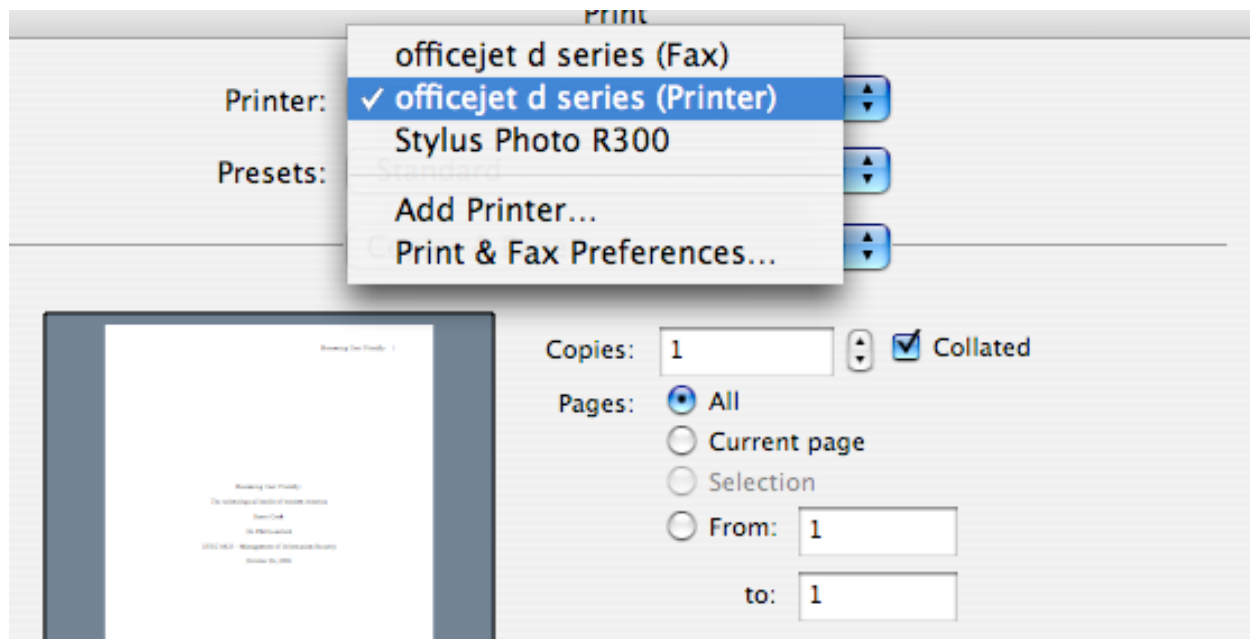 Print
officejet d series (Fax)
Printer: ✓ officejet d series (Printer)
Stylus Photo R300
Presets: Standard
Add Printer...
Print & Fax Preferences...
Copies: 1 Collated
Pages: All
Current page
Selection
From: 1
to: 1